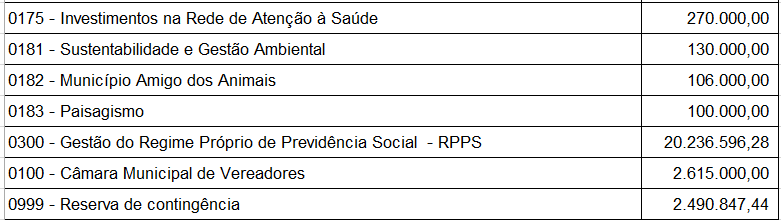 0175 - Investimentos na Rede de Atenção à Saúde 270.000,00
0181 - Sustentabilidade e Gestão Ambiental 130.000,00
0182 - Município Amigo dos Animais 106.000,00
0183 - Paisagismo 100.000,00
0300 - Gestão do Regime Próprio de Previdência Social - RPPS 20.236.596,28
0100 - Câmara Municipal de Vereadores 2.615.000,00
0999 - Reserva de contingência 2.490.847,44